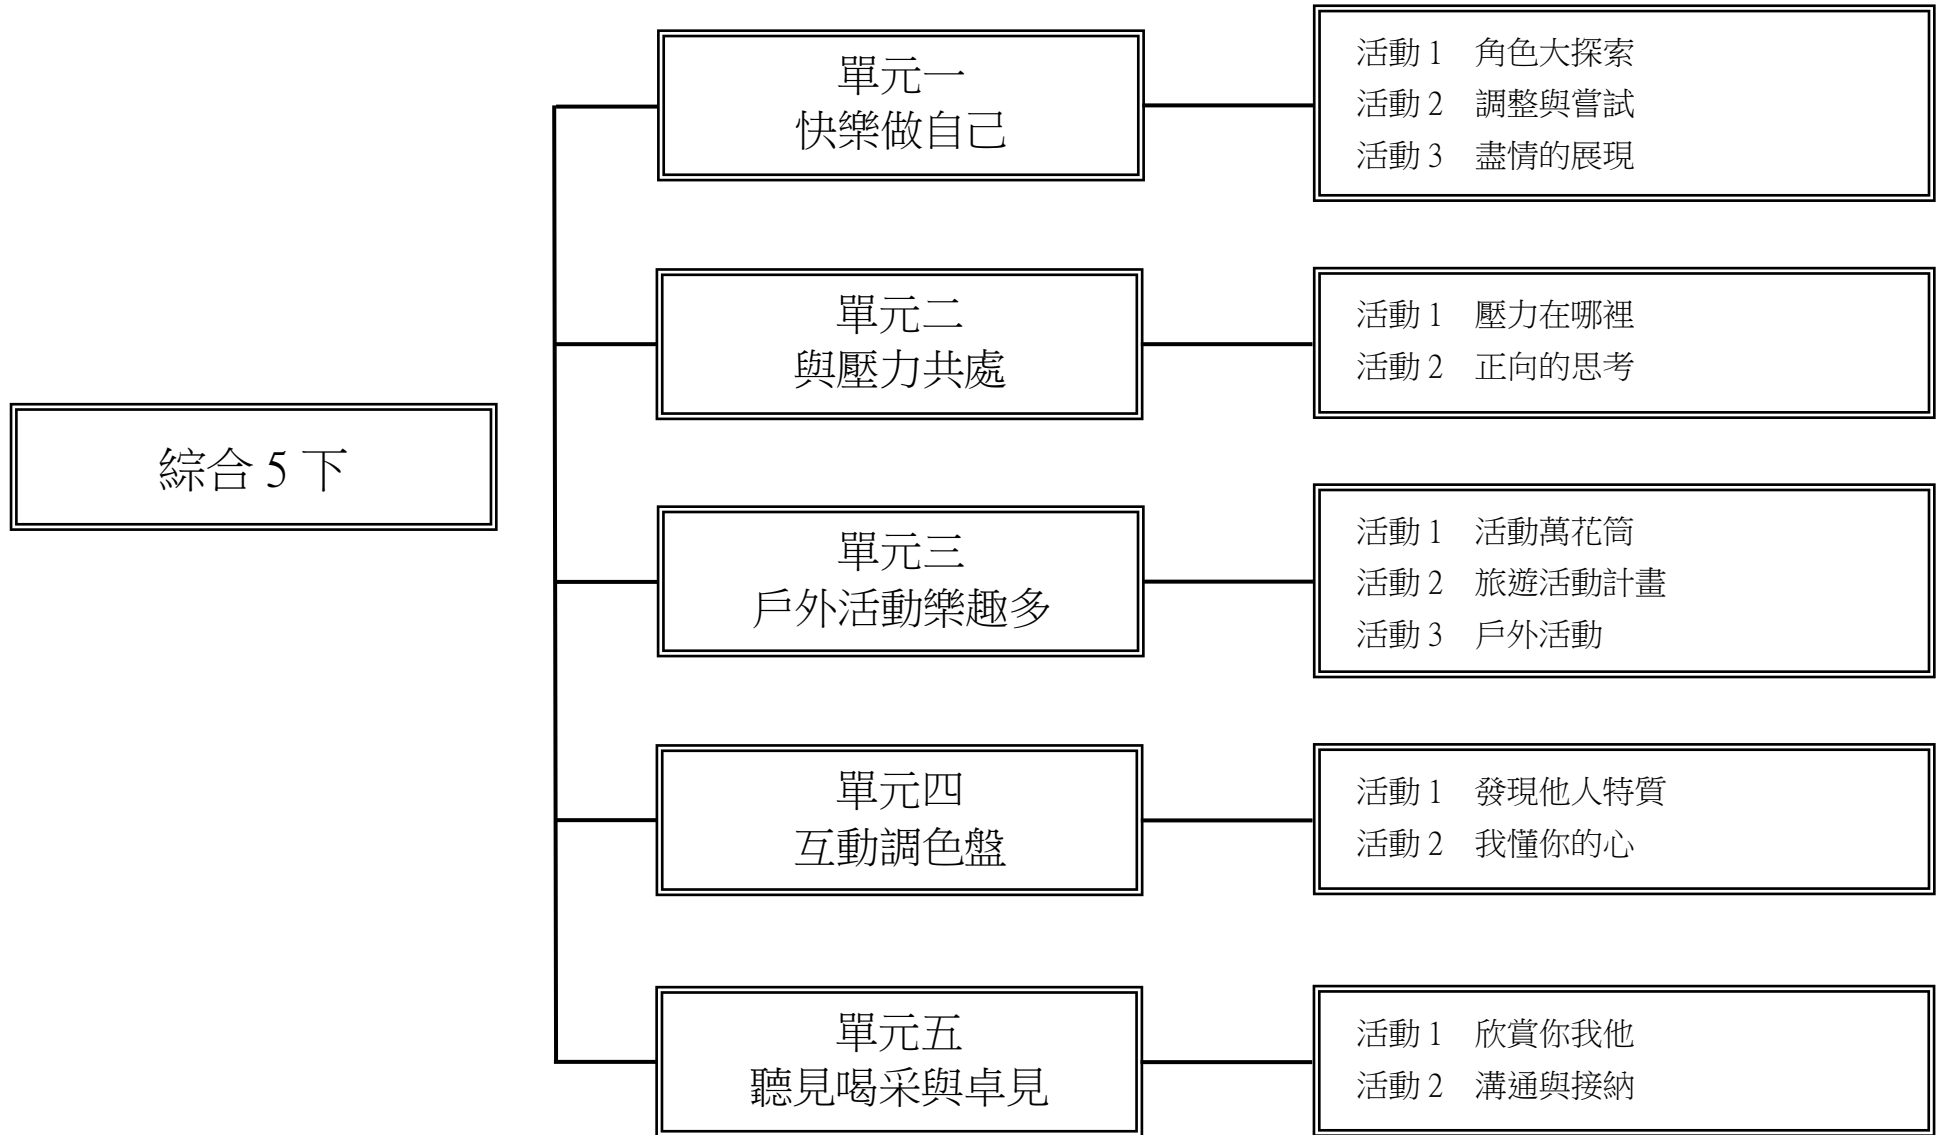 綜合 5 下
單元一
快樂做自己
活動 1 角色大探索
活動 2 調整與嘗試
活動 3 盡情的展現
單元二
與壓力共處
活動 1 壓力在哪裡
活動 2 正向的思考
單元三
戶外活動樂趣多
活動 1 活動萬花筒
活動 2 旅遊活動計畫
活動 3 戶外活動
單元四
互動調色盤
活動 1 發現他人特質
活動 2 我懂你的心
單元五
聽見喝采與卓見
活動 1 欣賞你我他
活動 2 溝通與接納